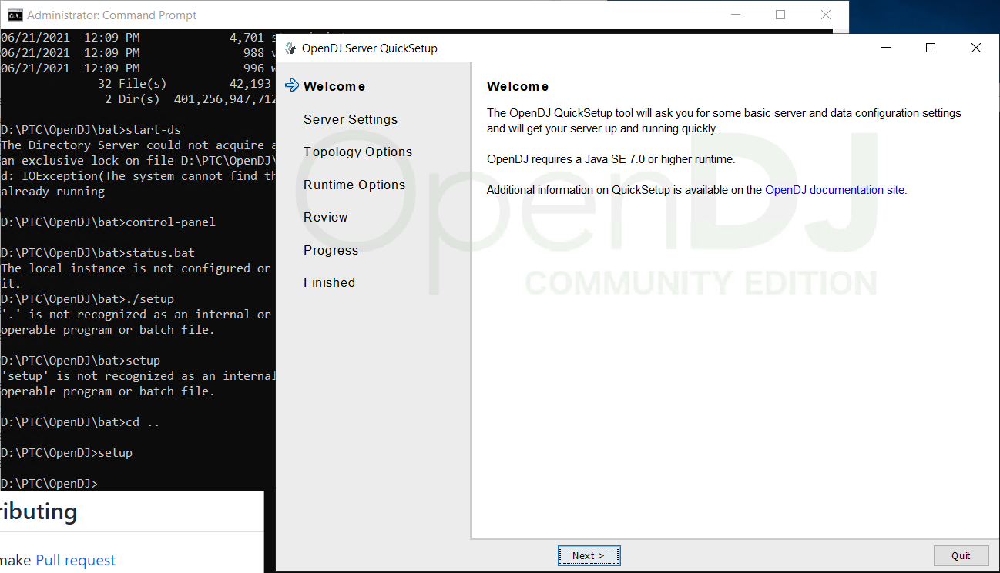 Administrator: Command Prompt
06/21/2021 12:09 PM 4,701
06/21/2021 12:09 PM 988
06/21/2021 12:09 PM 996
32 File(s) 42,193
2 Dir(s) 401,256,947,712
D:\PTC\OpenDJ\bat>start-ds
The Directory Server could not acquire a
an exclusive lock on file D:\PTC\OpenDJ\
d: IOException(The system cannot find th
already running
D:\PTC\OpenDJ\bat>control-panel
D:\PTC\OpenDJ\bat>status.bat
The local instance is not configured or
it.
D:\PTC\OpenDJ\bat>./setup
'.' is not recognized as an internal or
operable program or batch file.
D:\PTC\OpenDJ\bat>setup
'setup' is not recognized as an internal
operable program or batch file.
D:\PTC\OpenDJ\bat>cd ..
D:\PTC\OpenDJ>setup
D:\PTC\OpenDJ>
ributing
make Pull request
OpenDJ Server QuickSetup
Welcome
Server Settings
Topology Options
Runtime Options
Review
Progress
Finished
Welcome
The OpenDJ QuickSetup tool will ask you for some basic server and data configuration settings
and will get your server up and running quickly.
OpenDJ requires a Java SE 7.0 or higher runtime.
Additional information on QuickSetup is available on the OpenDJ documentation site.
OpenDJ
COMMUNITY EDITION
Next >
Quit